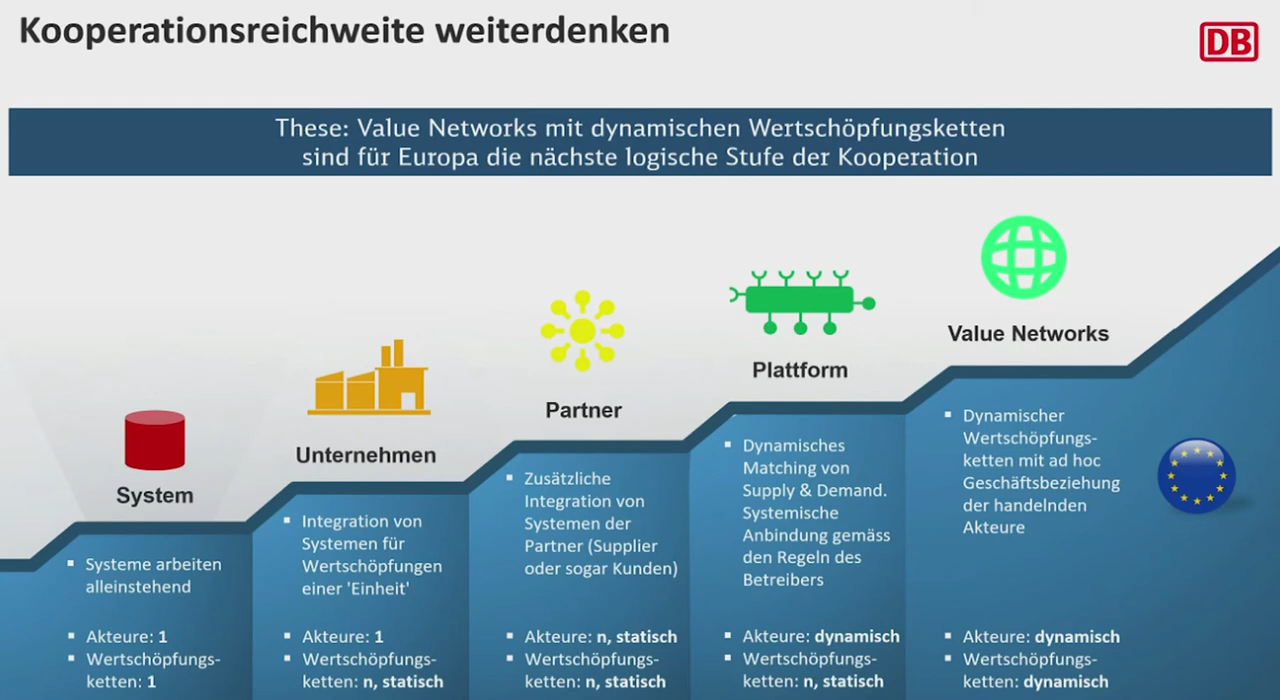 Kooperationsreichweite weiterdenken
DB
These: Value Networks mit dynamischen Wertschöpfungsketten
sind für Europa die nächste logische Stufe der Kooperation
System
▪ Systeme arbeiten
alleinstehend
▪ Akteure: 1
▪ Wertschöpfungs-
ketten: 1
Unternehmen
▪ Integration von
Systemen für
Wertschöpfungen
einer 'Einheit'
▪ Akteure: 1
▪ Wertschöpfungs-
ketten: n, statisch
Partner
▪ Zusätzliche
Integration von
Systemen der
Partner (Supplier
oder sogar Kunden)
▪ Akteure: n, statisch
▪ Wertschöpfungs-
ketten: n, statisch
Plattform
▪ Dynamisches
Matching von
Supply & Demand.
Systemische
Anbindung gemäss
den Regeln des
Betreibers
▪ Akteure: dynamisch
▪ Wertschöpfungs-
ketten: n, statisch
Value Networks
▪ Dynamischer
Wertschöpfungs-
ketten mit ad hoc
Geschäftsbeziehung
der handelnden
Akteure
▪ Akteure: dynamisch
▪ Wertschöpfungs-
ketten: dynamisch